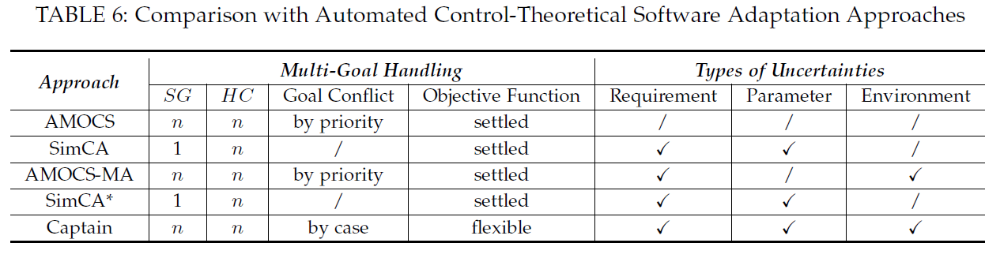 TABLE 6: Comparison with Automated Control-Theoretical Software Adaptation Approaches
Approach Multi-Goal Handling Types of Uncertainties
SG HC Goal Conflict Objective Function Requirement Parameter Environment
AMOCS n n by priority settled / / /
SimCA 1 n / settled ✓ ✓ /
AMOCS-MA n n by priority settled ✓ / ✓
SimCA* 1 n / settled ✓ ✓ /
Captain n n by case flexible ✓ ✓ ✓